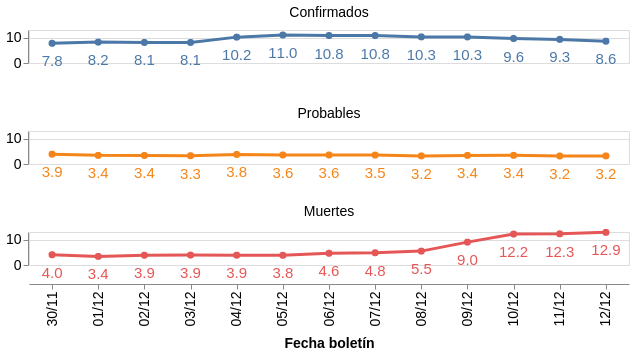 Confirmados
10
0
7.8 8.2 8.1 8.1 10.2 11.0 10.8 10.8 10.3 10.3 9.6 9.3 8.6
Probables
10
0
3.9 3.4 3.4 3.3 3.8 3.6 3.6 3.5 3.2 3.4 3.4 3.2 3.2
Muertes
10
0
4.0 3.4 3.9 3.9 3.9 3.8 4.6 4.8 5.5 9.0 12.2 12.3 12.9
30/11 01/12 02/12 03/12 04/12 05/12 06/12 07/12 08/12 09/12 10/12 11/12 12/12
Fecha boletín